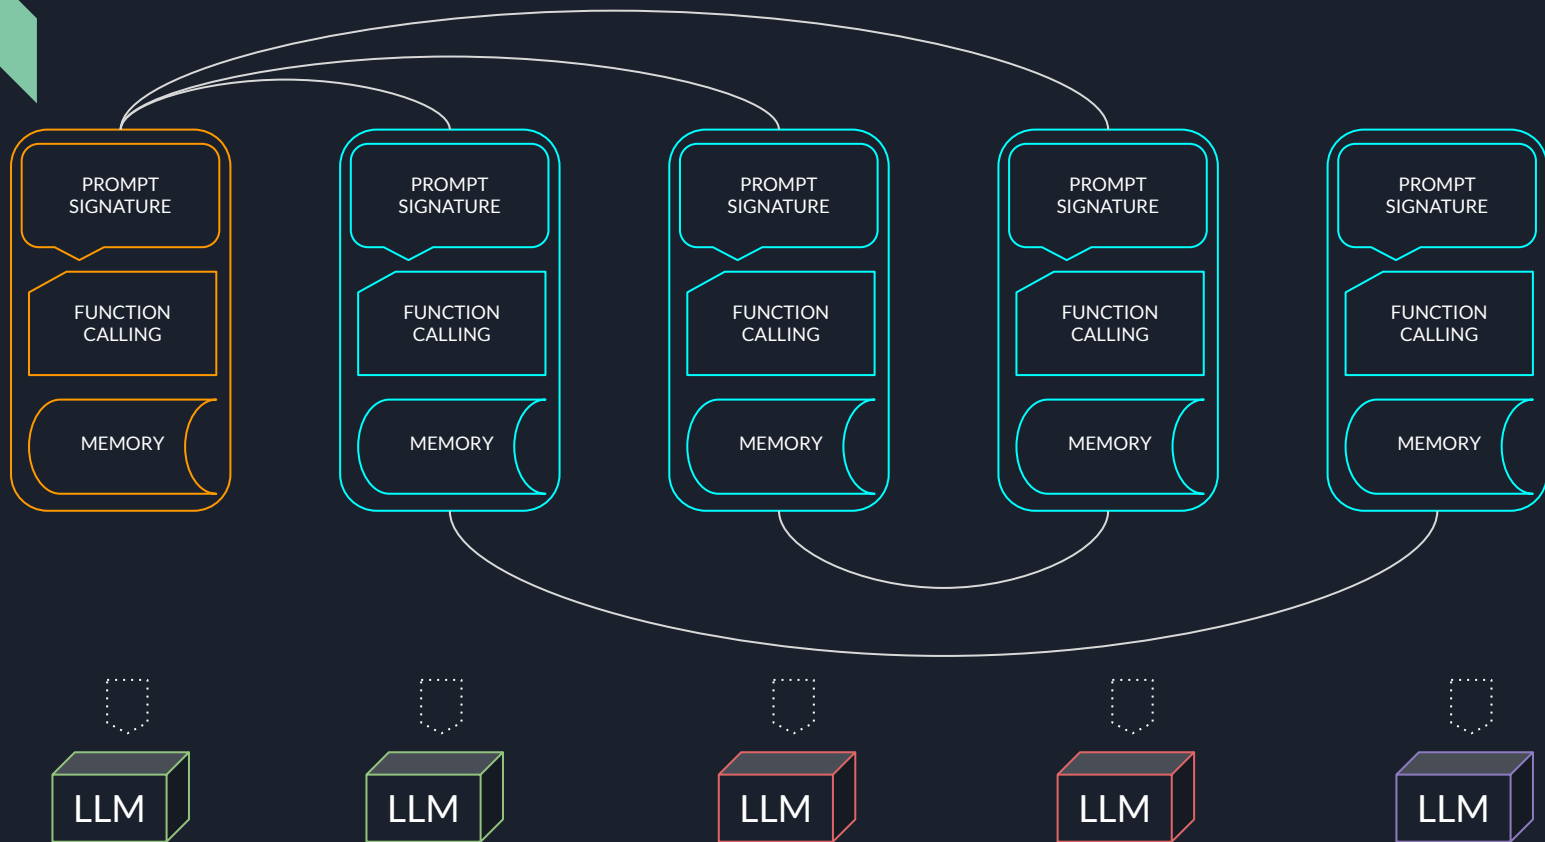 PROMPT
SIGNATURE
FUNCTION
CALLING
MEMORY
PROMPT
SIGNATURE
FUNCTION
CALLING
MEMORY
PROMPT
SIGNATURE
FUNCTION
CALLING
MEMORY
PROMPT
SIGNATURE
FUNCTION
CALLING
MEMORY
PROMPT
SIGNATURE
FUNCTION
CALLING
MEMORY
LLM
LLM
LLM
LLM
LLM